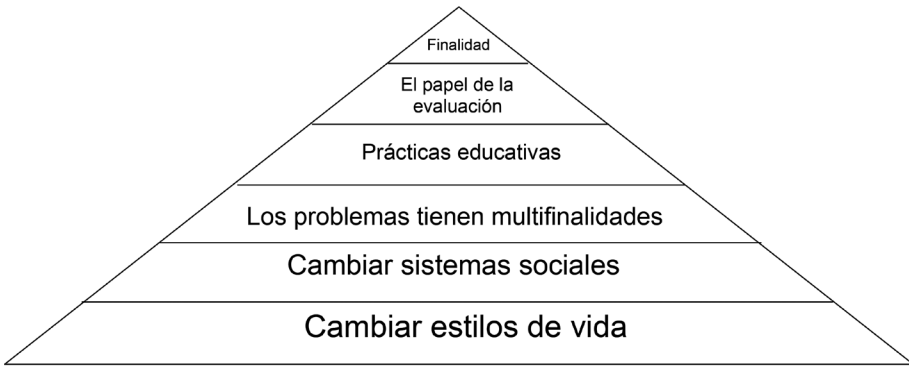 Finalidad
El papel de la
evaluación
Prácticas educativas
Los problemas tienen multifinalidades
Cambiar sistemas sociales
Cambiar estilos de vida